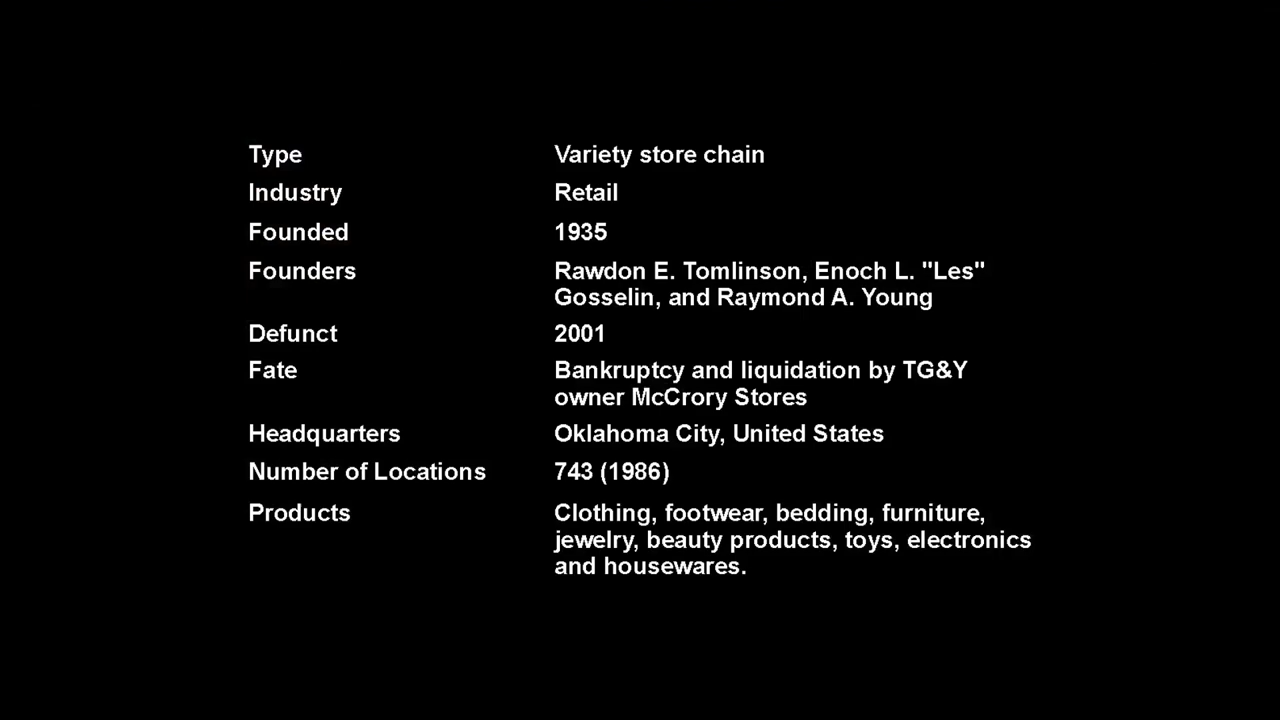 Type Variety store chain
Industry Retail
Founded 1935
Founders Rawdon E. Tomlinson, Enoch L. "Les"
Gosselin, and Raymond A. Young
Defunct 2001
Fate Bankruptcy and liquidation by TG&Y
owner McCrory Stores
Headquarters Oklahoma City, United States
Number of Locations 743 (1986)
Products Clothing, footwear, bedding, furniture,
jewelry, beauty products, toys, electronics
and housewares.